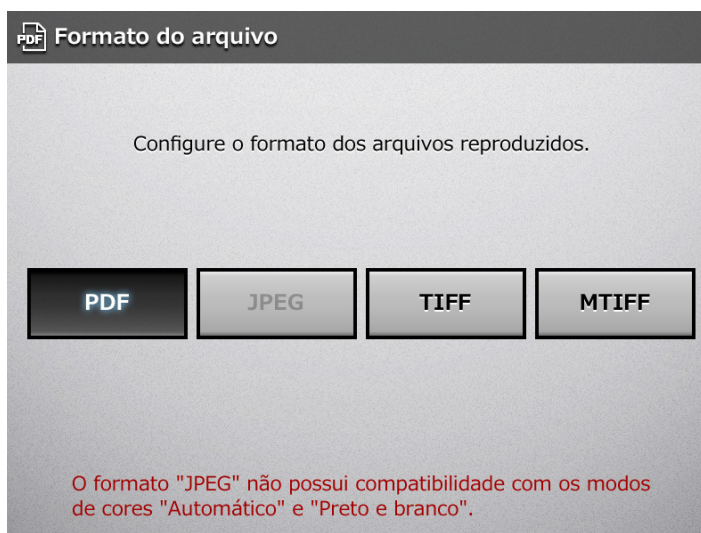 PDF Formato do arquivo
Configure o formato dos arquivos reproduzidos.
PDF JPEG TIFF MTIFF
O formato "JPEG" não possui compatibilidade com os modos
de cores "Automático" e "Preto e branco".